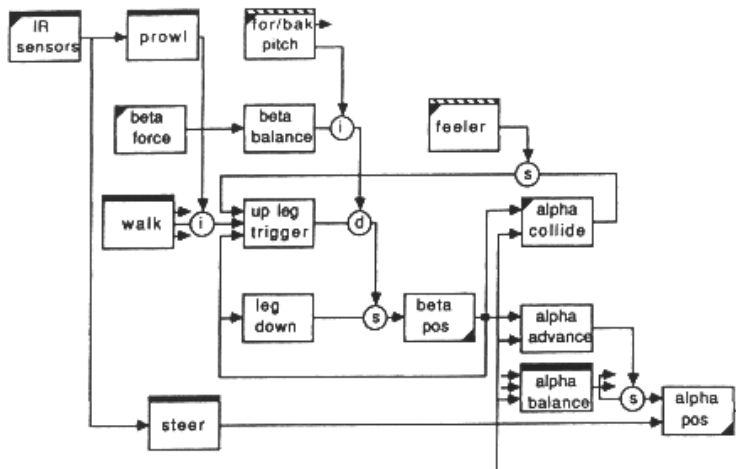 IR
sensors
prowl
for/bak
pitch
beta
force
beta
balance
i
feeler
s
walk
i
up leg
trigger
d
alpha
collide
leg
down
s
beta
pos
alpha
advance
alpha
balance
s
alpha
pos
steer